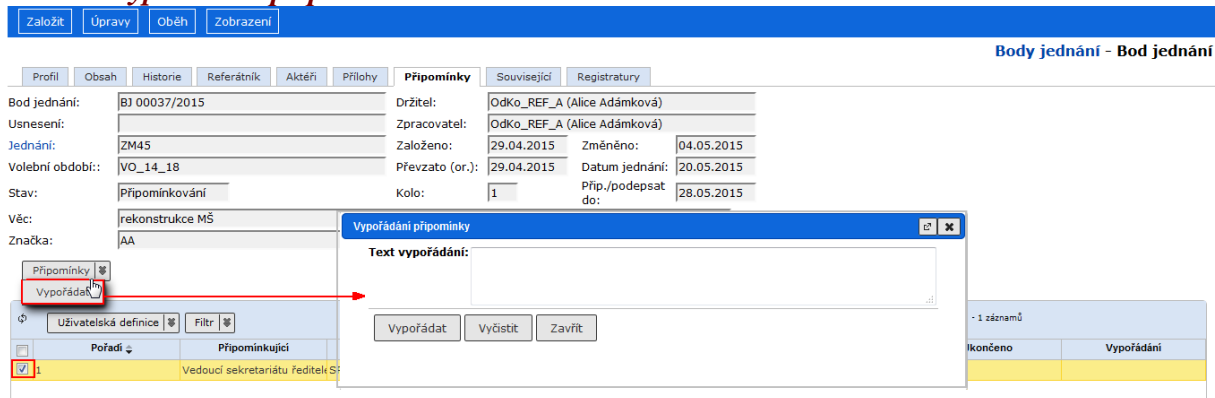 Založit Úpravy Oběh Zobrazení
Body jednání - Bod jednání
Profil Obsah Historie Referátník Aktéři Přílohy Připomínky Související Registratury
Bod jednání: BJ 00037/2015 Držitel: OdKo_REF_A (Alice Adámková)
Usnesení: Zpracovatel: OdKo_REF_A (Alice Adámková)
Jednání: ZM45 Založeno: 29.04.2015 Změněno: 04.05.2015
Volební období:: VO_14_18 Převzato (or.): 29.04.2015 Datum jednání: 20.05.2015
Stav: Připomínkování Kolo: 1 Přip./podepsat do: 28.05.2015
Věc: rekonstrukce MŠ
Značka: AA
Vypořádání připomínky
Text vypořádání:
Připomínky
Vypořádat
Vypořádat Vyčistit Zavřít
Uživatelská definice Filtr - 1 záznamů
Pořadí Připomínkující Vypořádání
1 Vedoucí sekretariátu